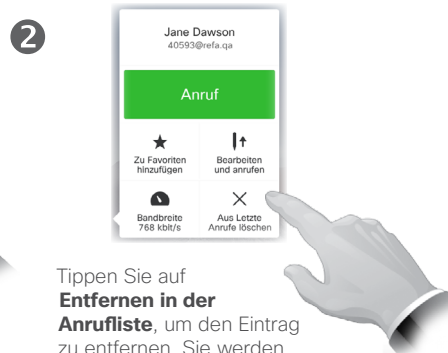 2
Jane Dawson
40593@refa.qa
Anruf
Zu Favoriten
hinzufügen
Bearbeiten
und anrufen
Bandbreite
768 kbit/s
Aus Letzte
Anrufe löschen
Tippen Sie auf
Entfernen in der
Anrufliste, um den Eintrag
zu entfernen. Sie werden